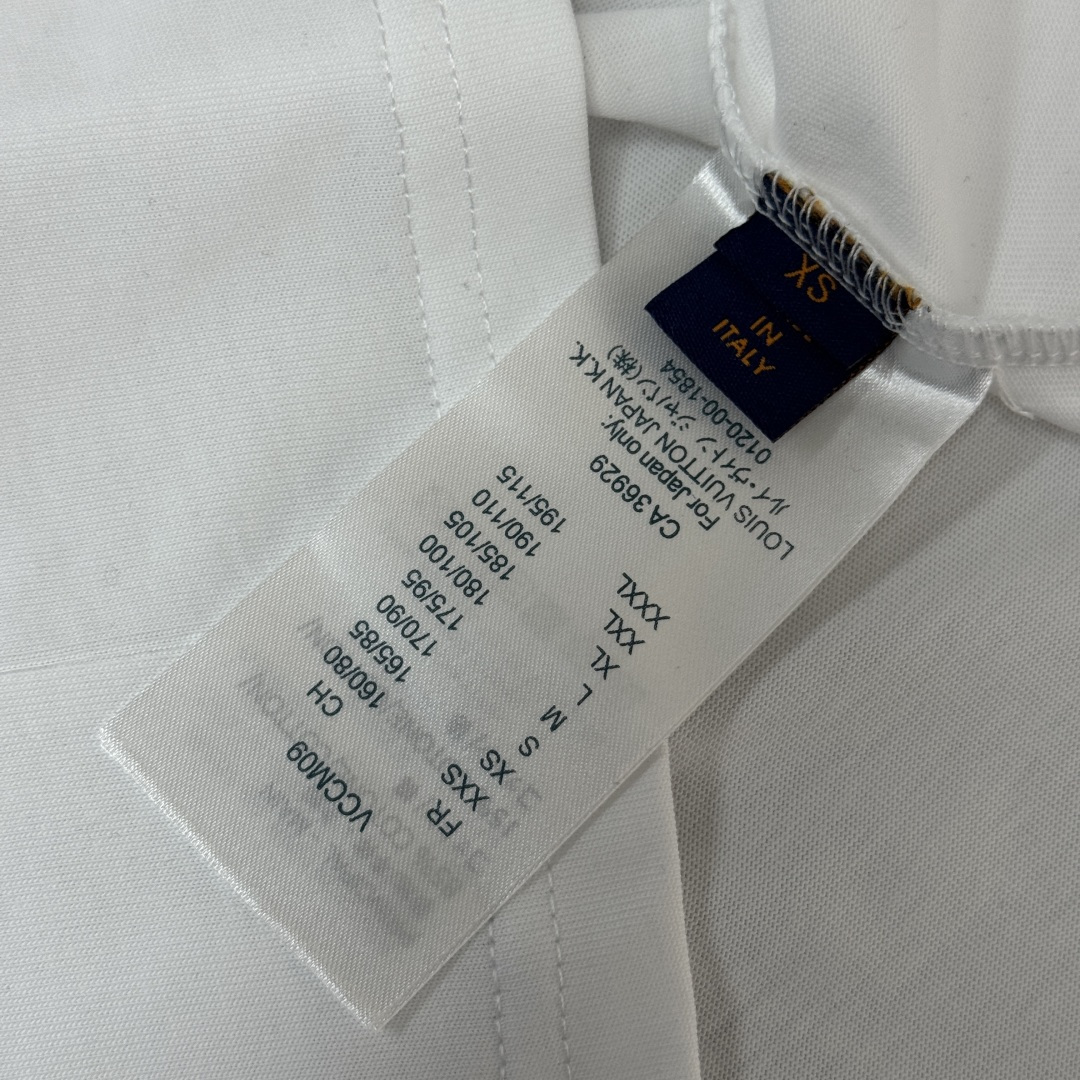 VCCM09
FR CH
XXS 160/80
XS 165/85
S 170/90
M 175/95
L 180/100
XL 185/105
XXL 190/110
XXXL 195/115
CA 36929
For Japan only:
LOUIS VUITTON JAPAN K.K.
ルイ・ヴィトン ジャパン(株)
0120-00-1854
XS
IN
ITALY